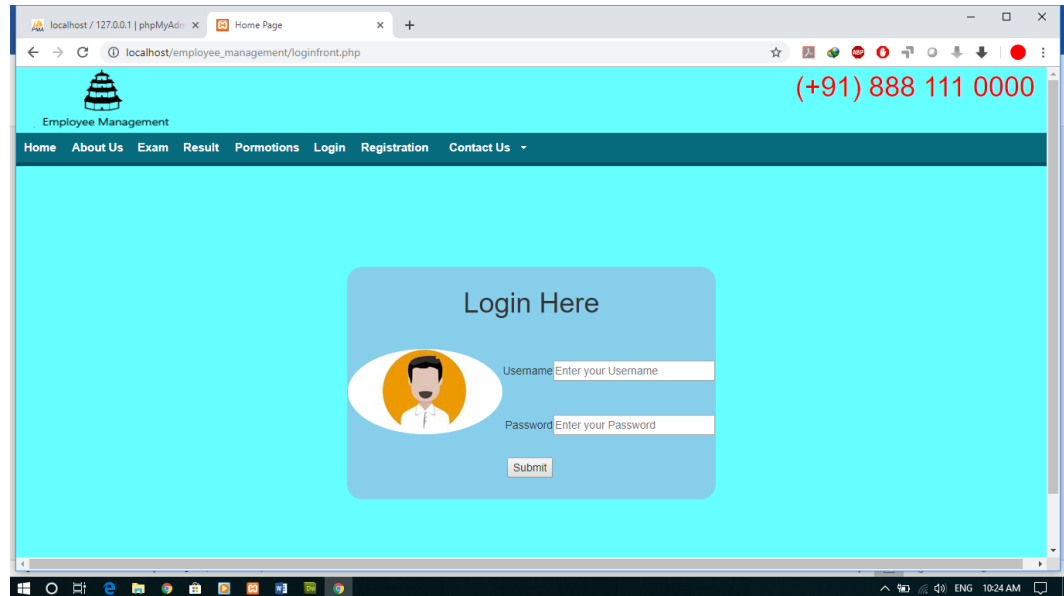 localhost / 127.0.0.1 | phpMyAdn
Home Page
localhost/employee_management/loginfront.php
ABP
Employee Management
(+91) 888 111 0000
Home About Us Exam Result Pormotions Login Registration Contact Us
Login Here
Username Enter your Username
Password Enter your Password
Submit
ENG 10:24 AM